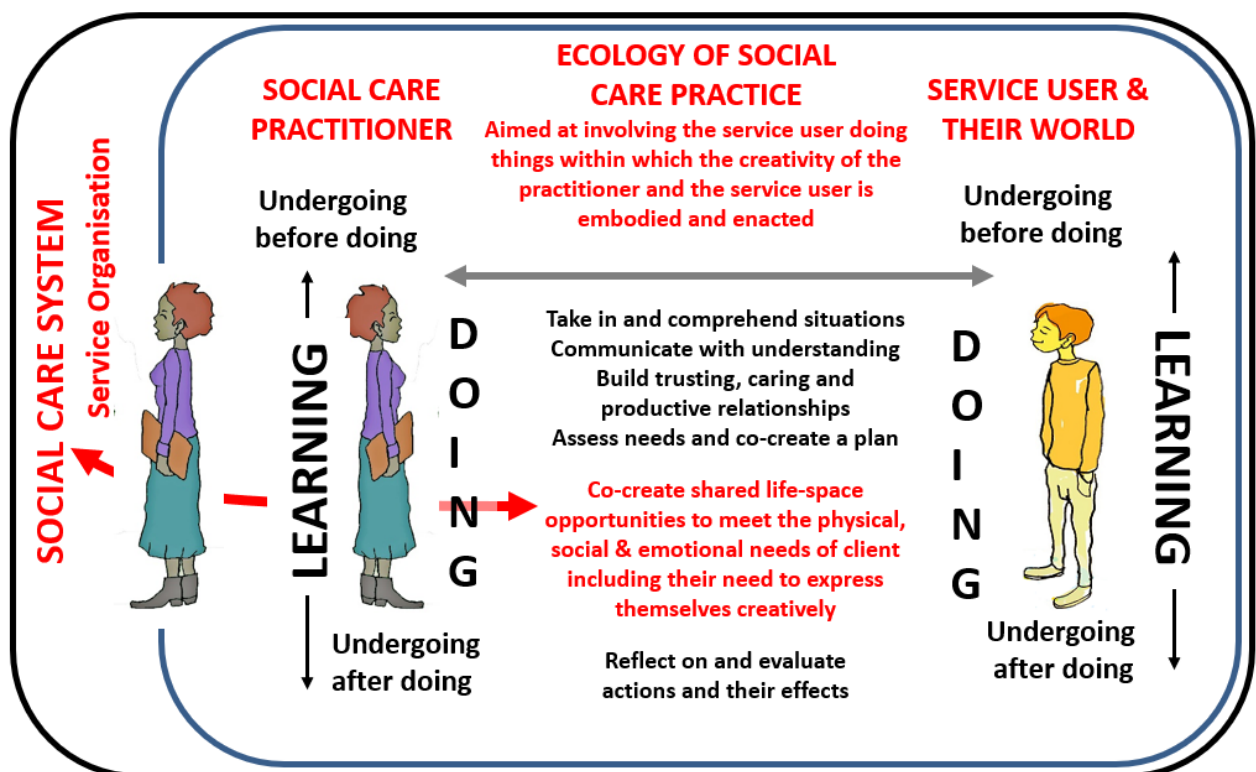 SOCIAL CARE SYSTEM
Service Organisation
SOCIAL CARE
PRACTITIONER
Undergoing
before doing
LEARNING
DOING
Undergoing
after doing
ECOLOGY OF SOCIAL
CARE PRACTICE
Aimed at involving the service user doing
things within which the creativity of the
practitioner and the service user is
embodied and enacted
Take in and comprehend situations
Communicate with understanding
Build trusting, caring and
productive relationships
Assess needs and co-create a plan
Co-create shared life-space
opportunities to meet the physical,
social & emotional needs of client
including their need to express
themselves creatively
Reflect on and evaluate
actions and their effects
SERVICE USER &
THEIR WORLD
Undergoing
before doing
DOING
LEARNING
Undergoing
after doing